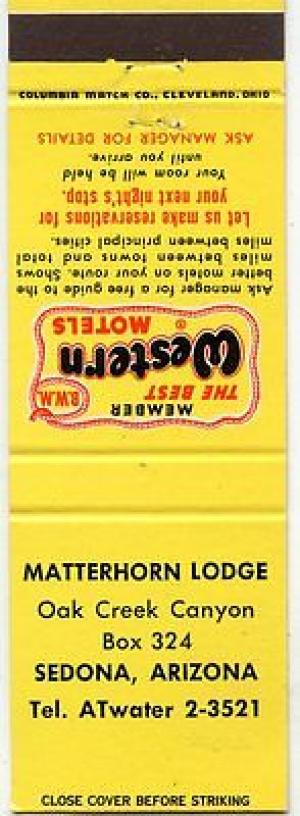 COLUMBIA MATCH CO., CLEVELAND, OHIO
MATTERHORN LODGE
Oak Creek Canyon
Box 324
SEDONA, ARIZONA
Tel. ATwater 2-3521
CLOSE COVER BEFORE STRIKING
MEMBER
THE BEST
Western
® MOTELS
B.W.M.
Ask manager for a free guide to the
better motels on your route. Shows
miles between towns and total
miles between principal cities.
Let us make reservations for
your next night's stop.
Your room will be held
until you arrive.
ASK MANAGER FOR DETAILS